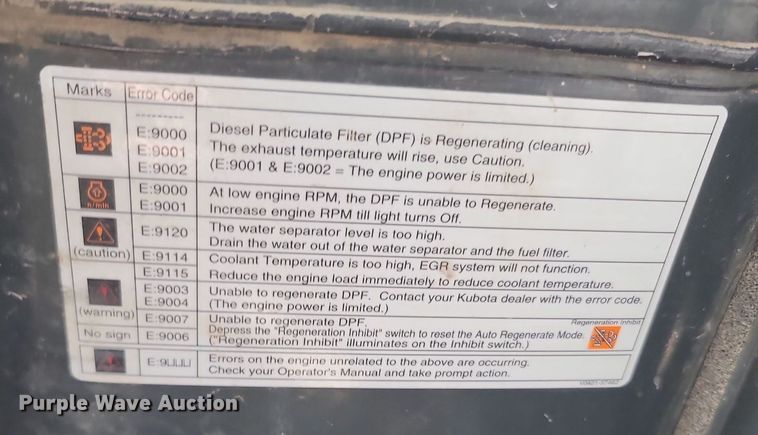 Marks Error Code
---------
E:9000 Diesel Particulate Filter (DPF) is Regenerating (cleaning).
E:9001 The exhaust temperature will rise, use Caution.
E:9002 (E:9001 & E:9002 = The engine power is limited.)
E:9000 At low engine RPM, the DPF is unable to Regenerate.
n/min E:9001 Increase engine RPM till light turns Off.
E:9120 The water separator level is too high.
Drain the water out of the water separator and the fuel filter.
(caution) E:9114 Coolant Temperature is too high, EGR system will not function.
E:9115 Reduce the engine load immediately to reduce coolant temperature.
E:9003 Unable to regenerate DPF. Contact your Kubota dealer with the error code.
E:9004 (The engine power is limited.)
(warning) E:9007 Unable to regenerate DPF. Regeneration Inhibit
No sign E:9006 Depress the "Regeneration Inhibit" switch to reset the Auto Regenerate Mode.
("Regeneration Inhibit" illuminates on the Inhibit switch.)
Errors on the engine unrelated to the above are occurring.
Check your Operator's Manual and take prompt action.
Purple Wave Auction